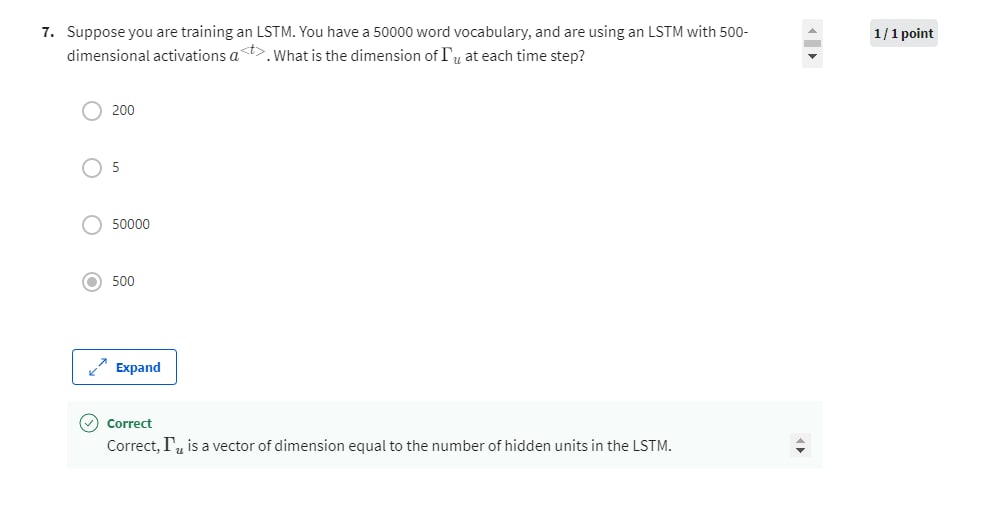 7. Suppose you are training an LSTM. You have a 50000 word vocabulary, and are using an LSTM with 500-
dimensional activations a<t>. What is the dimension of Γu at each time step?
1 / 1 point
200
5
50000
500
Expand
Correct
Correct, Γu is a vector of dimension equal to the number of hidden units in the LSTM.